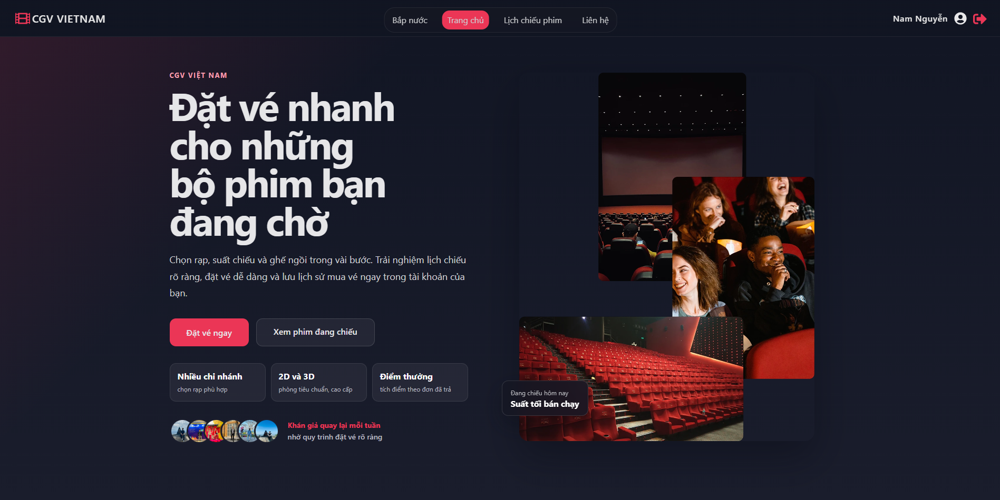 CGV VIETNAM
Bắp nước
Trang chủ
Lịch chiếu phim
Liên hệ
Nam Nguyễn
CGV VIỆT NAM
Đặt vé nhanh
cho những
bộ phim bạn
đang chờ
Chọn rạp, suất chiếu và ghế ngồi trong vài bước. Trải nghiệm lịch chiếu
rõ ràng, đặt vé dễ dàng và lưu lịch sử mua vé ngay trong tài khoản của
bạn.
Đặt vé ngay
Xem phim đang chiếu
Nhiều chi nhánh
chọn rạp phù hợp
2D và 3D
phòng tiêu chuẩn, cao cấp
Điểm thưởng
tích điểm theo đơn đã trả
Khán giả quay lại mỗi tuần
nhờ quy trình đặt vé rõ ràng
Đang chiếu hôm nay
Suất tối bán chạy